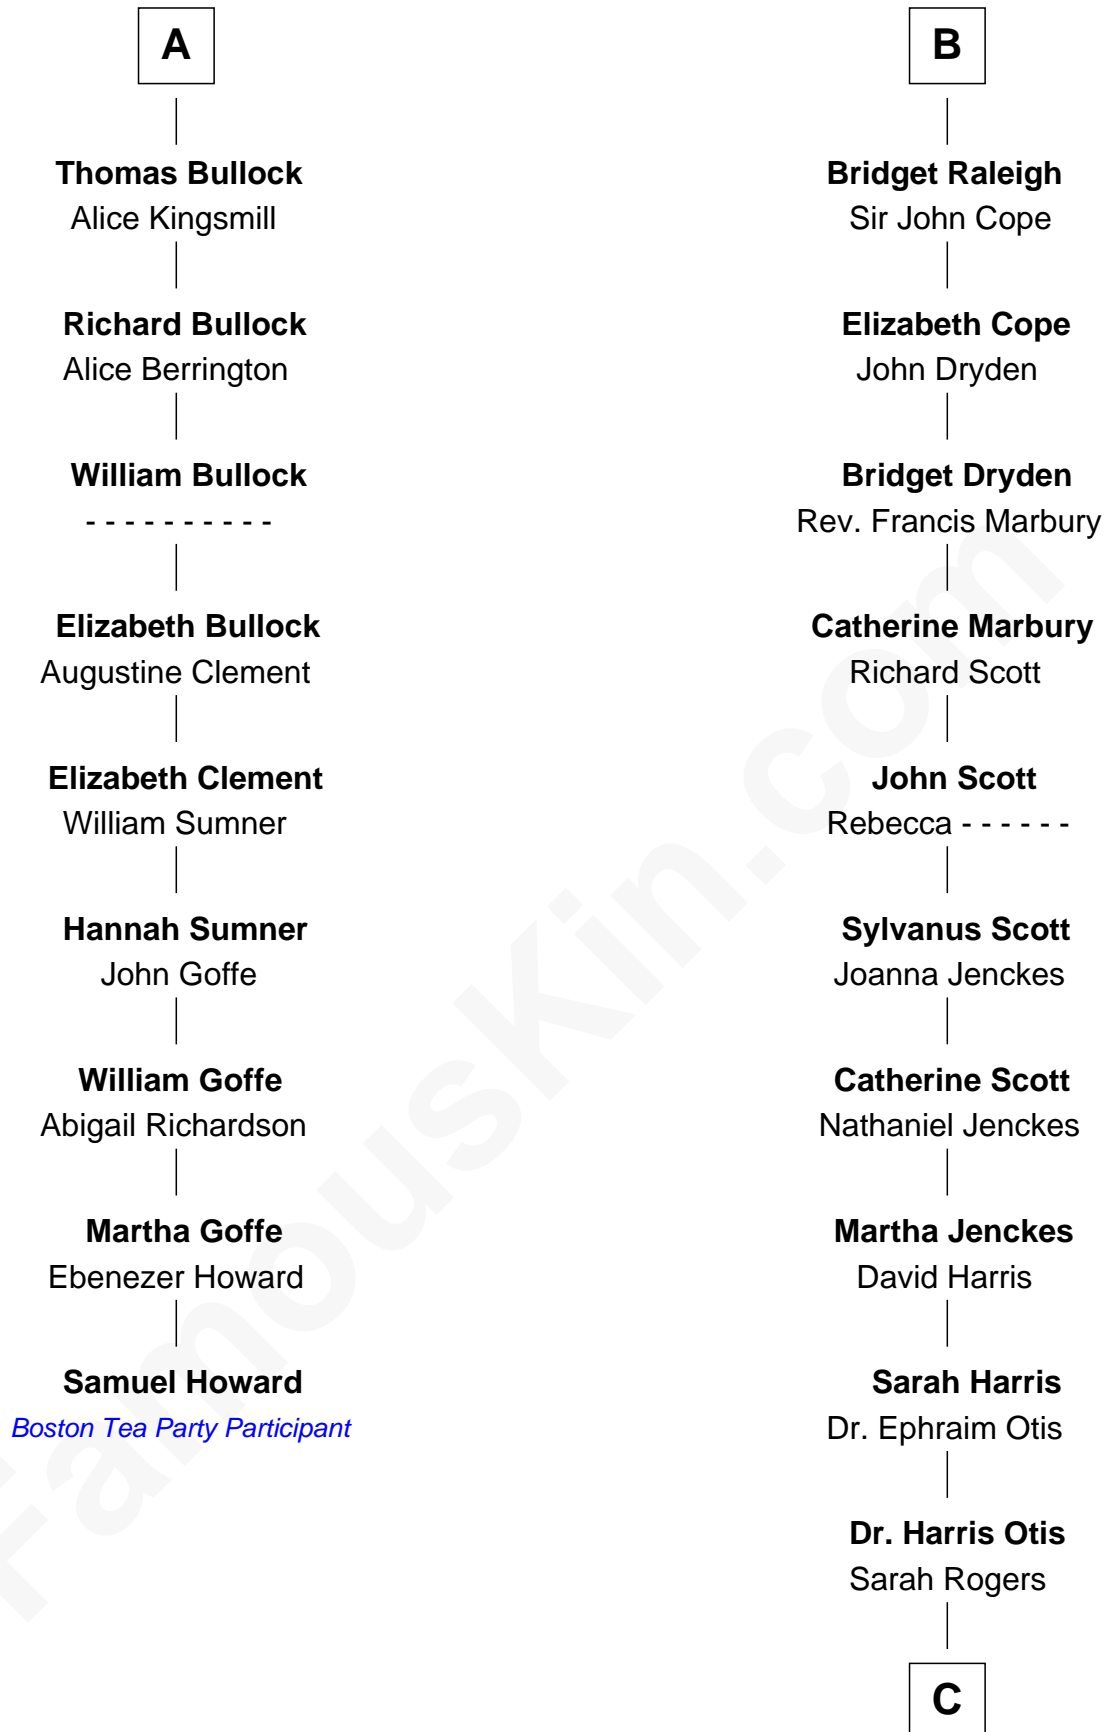 A
Thomas Bullock
Alice Kingsmill
Richard Bullock
Alice Berrington
William Bullock
- - - - - - - - - -
Elizabeth Bullock
Augustine Clement
Elizabeth Clement
William Sumner
Hannah Sumner
John Goffe
William Goffe
Abigail Richardson
Martha Goffe
Ebenezer Howard
Samuel Howard
Boston Tea Party Participant
B
Bridget Raleigh
Sir John Cope
Elizabeth Cope
John Dryden
Bridget Dryden
Rev. Francis Marbury
Catherine Marbury
Richard Scott
John Scott
Rebecca - - - - - -
Sylvanus Scott
Joanna Jenckes
Catherine Scott
Nathaniel Jenckes
Martha Jenckes
David Harris
Sarah Harris
Dr. Ephraim Otis
Dr. Harris Otis
Sarah Rogers
C
FamousKin.com